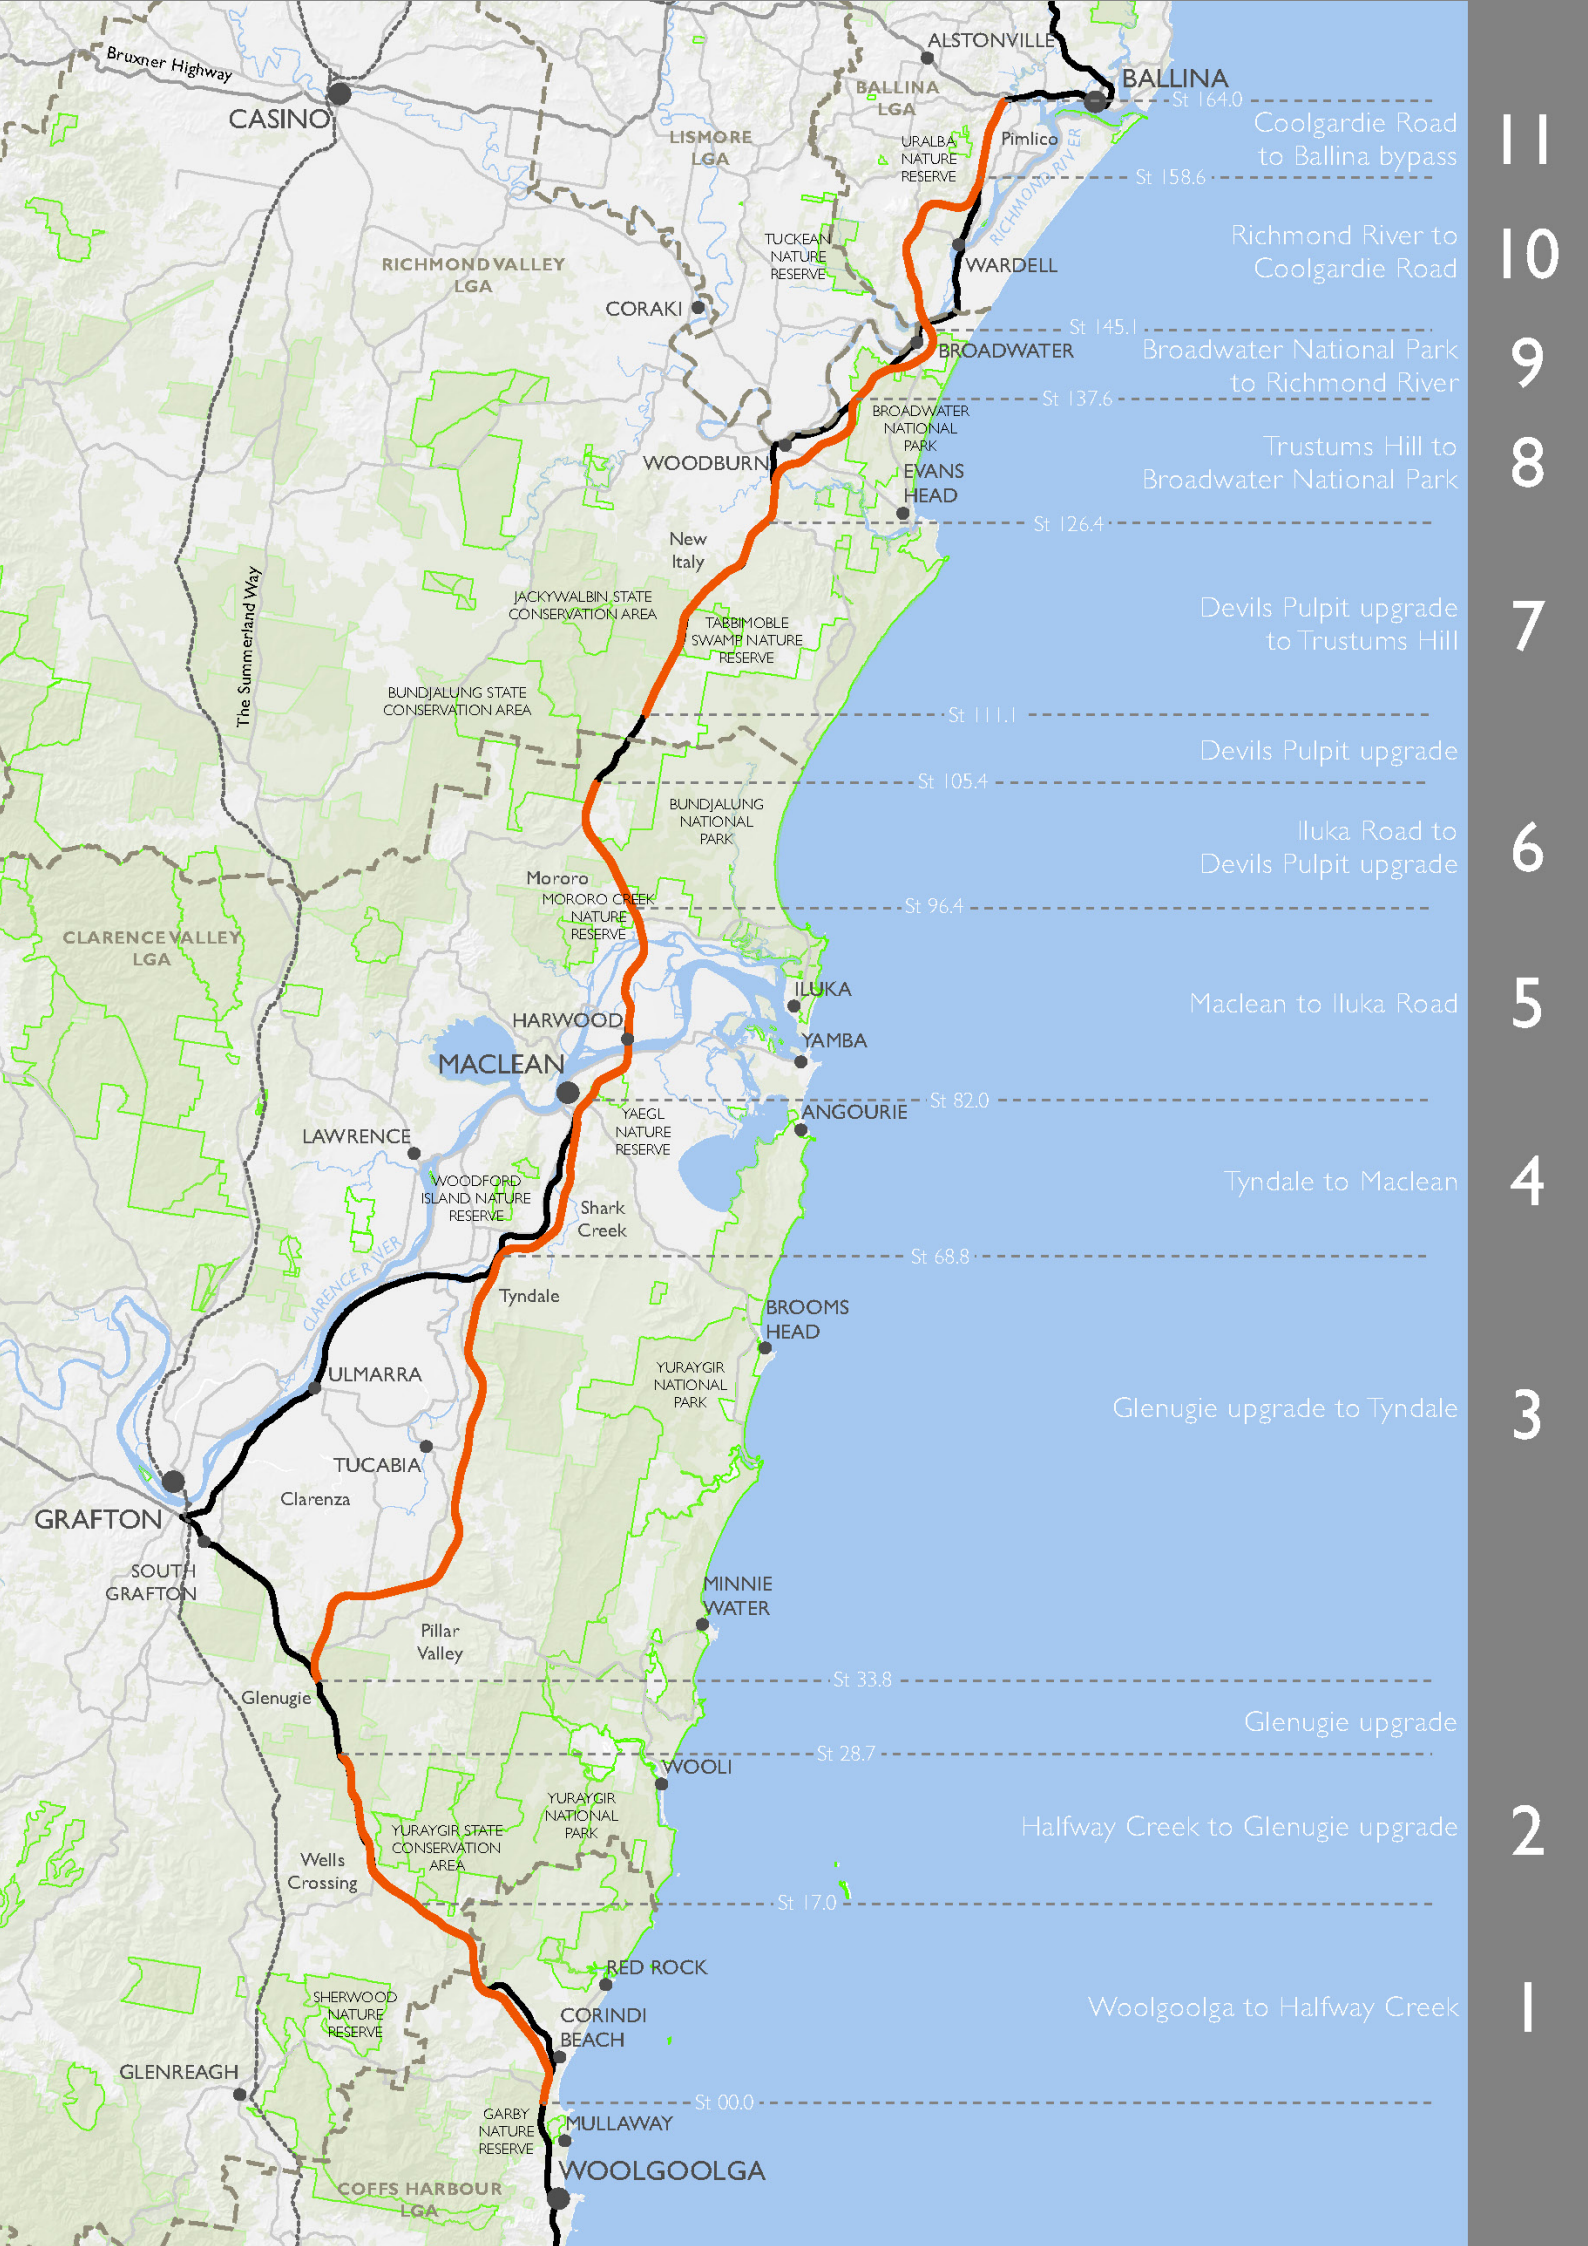 ALSTONVILLE
Bruxner Highway
BALLINA
BALLINA
LGA
St 164.0
CASINO
LISMORE
LGA
Coolgardie Road
to Ballina bypass
11
URALBA
NATURE
RESERVE
Pimlico
RICHMOND RIVER
St 158.6
TUCKEAN
NATURE
RESERVE
Richmond River to
Coolgardie Road
10
RICHMOND VALLEY
LGA
WARDELL
CORAKI
St 145.1
BROADWATER
Broadwater National Park
to Richmond River
9
St 137.6
BROADWATER
NATIONAL
PARK
WOODBURN
EVANS
HEAD
Trustums Hill to
Broadwater National Park
8
St 126.4
New
Italy
The Summerland Way
JACKYWALBIN STATE
CONSERVATION AREA
TABBIMOBLE
SWAMP NATURE
RESERVE
Devils Pulpit upgrade
to Trustums Hill
7
BUNDJALUNG STATE
CONSERVATION AREA
St 111.1
Devils Pulpit upgrade
St 105.4
BUNDJALUNG
NATIONAL
PARK
Iluka Road to
Devils Pulpit upgrade
6
Mororo
MORORO CREEK
NATURE
RESERVE
St 96.4
CLARENCE VALLEY
LGA
ILUKA
Maclean to Iluka Road
5
HARWOOD
YAMBA
MACLEAN
St 82.0
ANGOURIE
YAEGL
NATURE
RESERVE
LAWRENCE
WOODFORD
ISLAND NATURE
RESERVE
Tyndale to Maclean
4
Shark
Creek
St 68.8
CLARENCE RIVER
Tyndale
BROOMS
HEAD
ULMARRA
YURAYGIR
NATIONAL
PARK
Glenugie upgrade to Tyndale
3
TUCABIA
Clarenza
GRAFTON
SOUTH
GRAFTON
MINNIE
WATER
Pillar
Valley
St 33.8
Glenugie
Glenugie upgrade
St 28.7
WOOLI
YURAYGIR
NATIONAL
PARK
YURAYGIR STATE
CONSERVATION
AREA
Halfway Creek to Glenugie upgrade
2
Wells
Crossing
St 17.0
RED ROCK
SHERWOOD
NATURE
RESERVE
CORINDI
BEACH
Woolgoolga to Halfway Creek
1
GLENREAGH
St 00.0
GARBY
NATURE
RESERVE
MULLAWAY
WOOLGOOLGA
COFFS HARBOUR
LGA